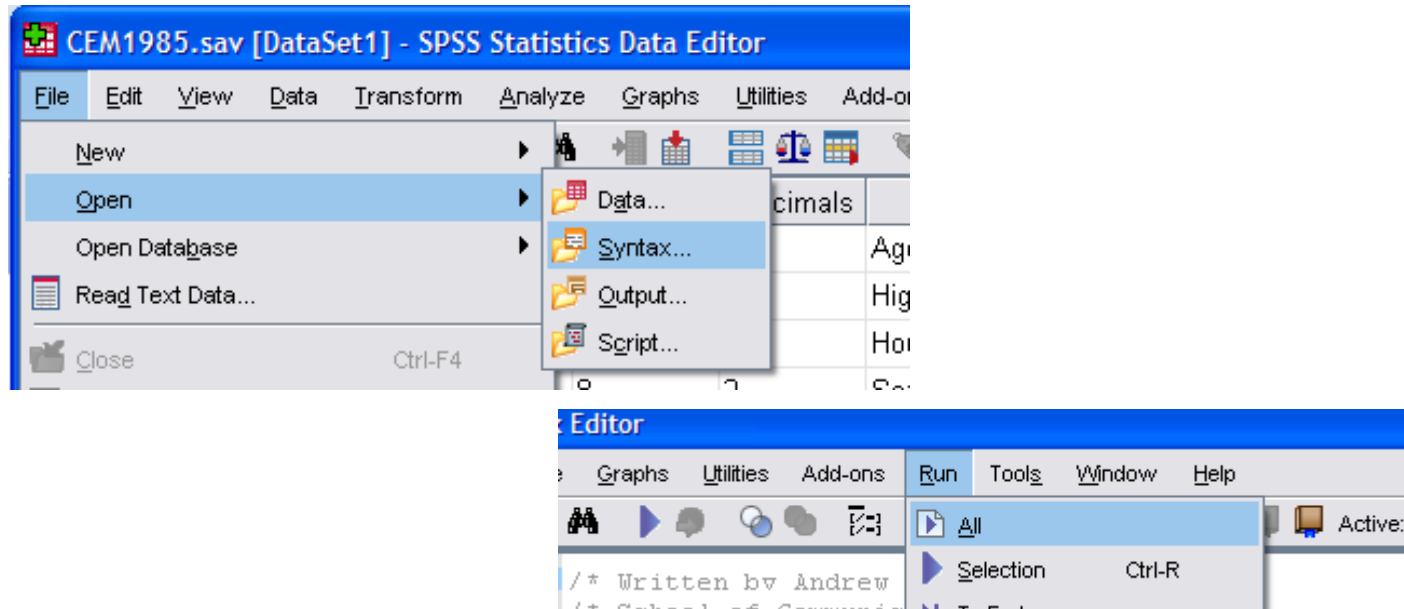 CEM1985.sav [DataSet1] - SPSS Statistics Data Editor
File Edit View Data Transform Analyze Graphs Utilities
New
Open
Data...
cimals
Open Database
Syntax...
Read Text Data...
Output...
Close Ctrl-F4
Script...
Editor
Graphs Utilities Add-ons Run Tools Window Help
All
Active:
Selection Ctrl-R
/* Written by Andrew